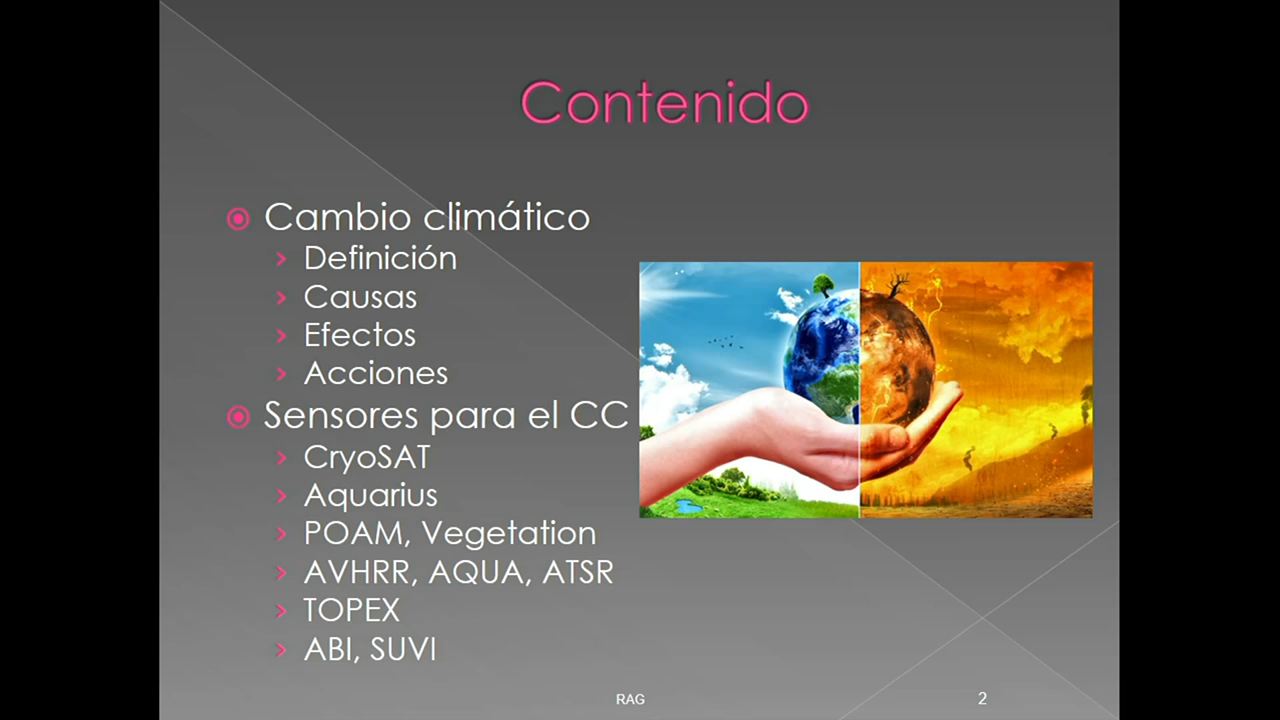 Contenido
Cambio climático
Definición
Causas
Efectos
Acciones
Sensores para el CC
CryoSAT
Aquarius
POAM, Vegetation
AVHRR, AQUA, ATSR
TOPEX
ABI, SUVI
RAG
2